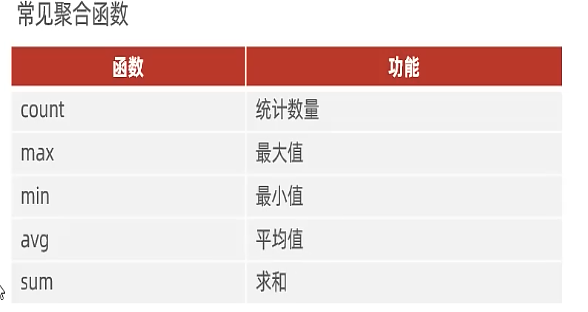 常见聚合函数
函数 功能
count 统计数量
max 最大值
min 最小值
avg 平均值
sum 求和